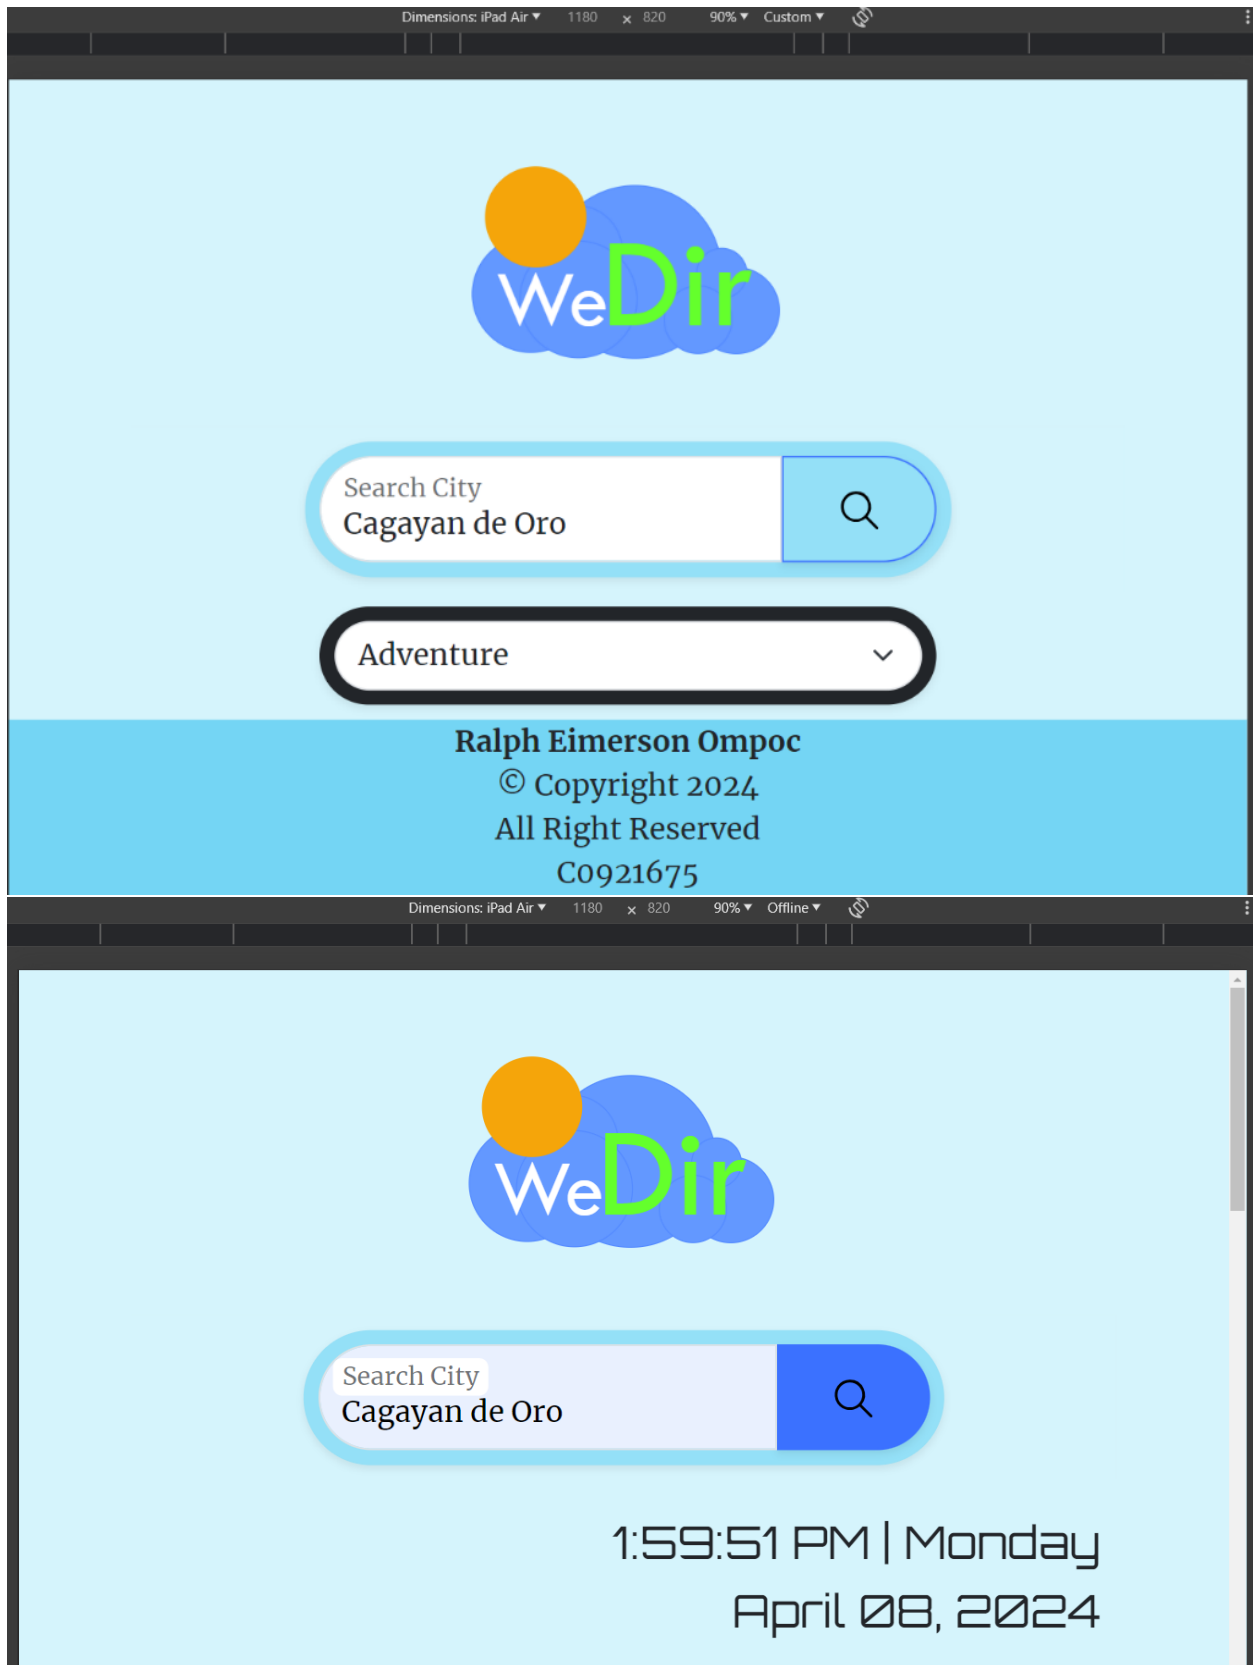 Dimensions: iPad Air ▼ 1180 x 820 90% ▼ Custom ▼
WeDir
Search City
Cagayan de Oro
Adventure
Ralph Eimerson Ompoc
© Copyright 2024
All Right Reserved
C0921675
Dimensions: iPad Air ▼ 1180 x 820 90% ▼ Offline ▼
WeDir
Search City
Cagayan de Oro
1:59:51 PM | Monday
April 08, 2024